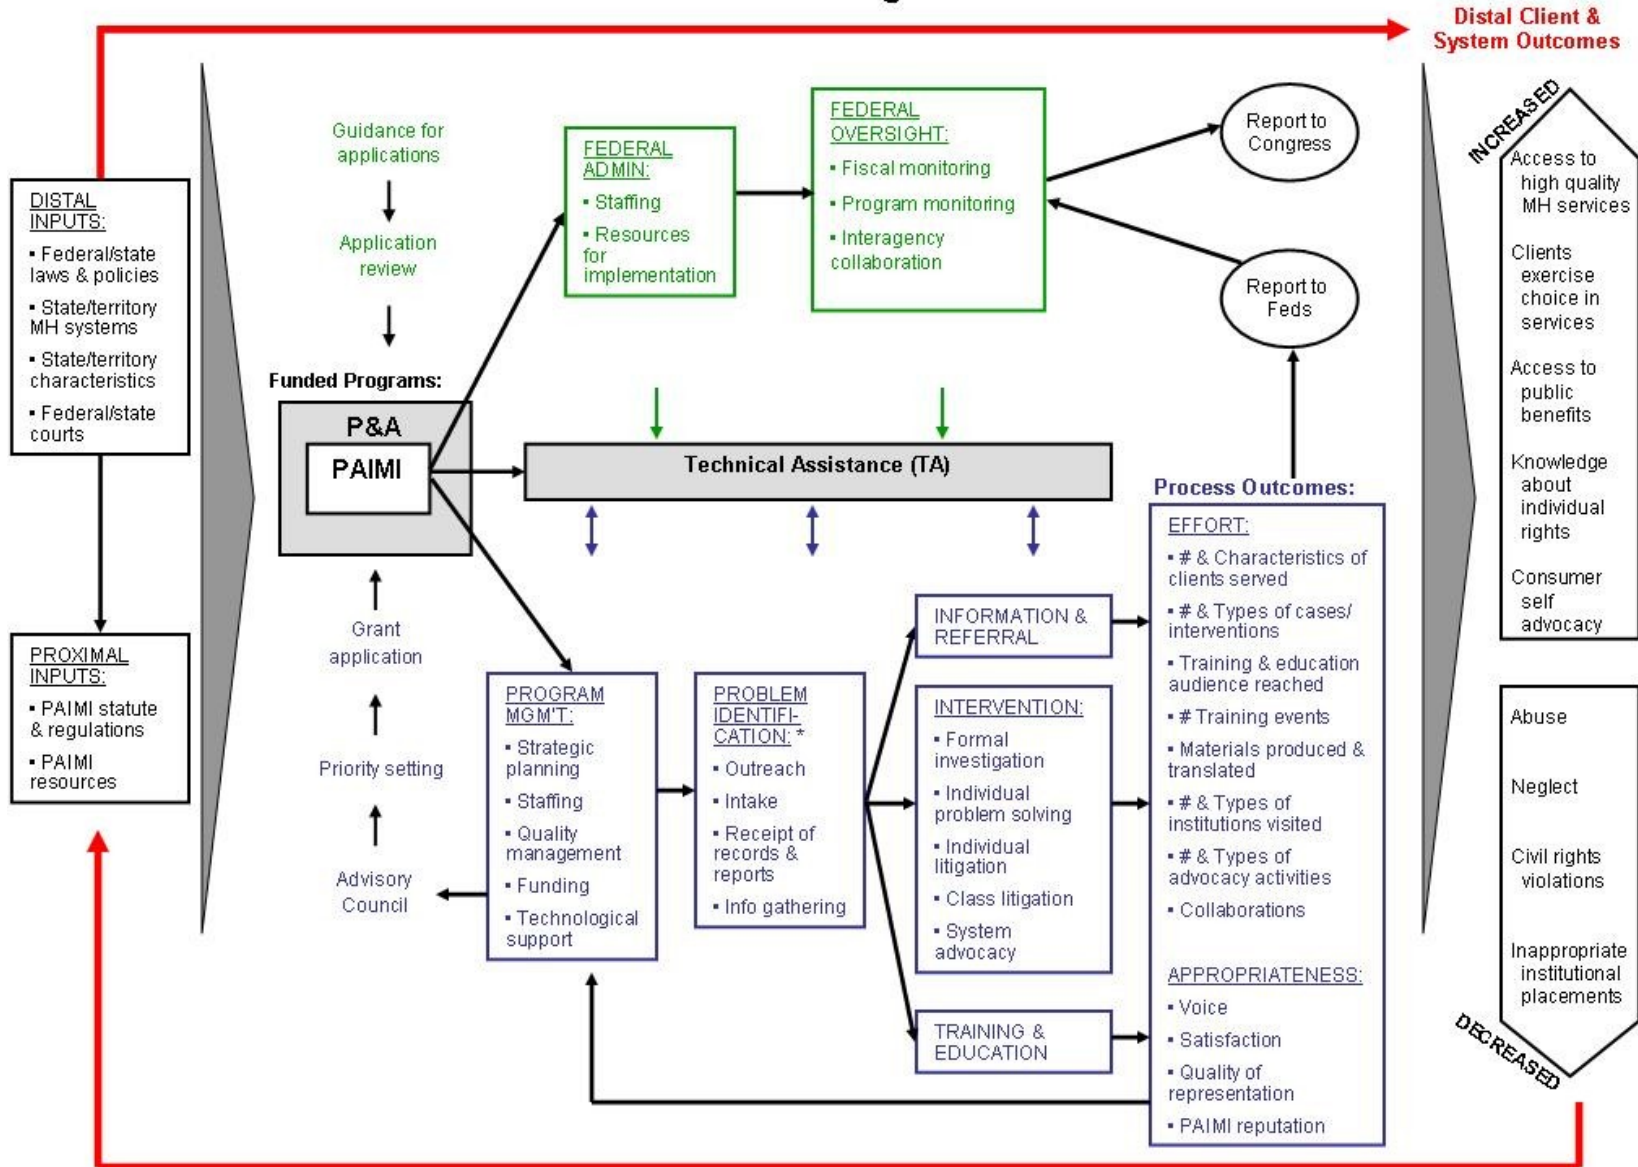 Distal Client &
System Outcomes
DISTAL
INPUTS:
▪ Federal/state
laws & policies
▪ State/territory
MH systems
▪ State/territory
characteristics
▪ Federal/state
courts
PROXIMAL
INPUTS:
▪ PAIMI statute
& regulations
▪ PAIMI
resources
Guidance for
applications
Application
review
Funded Programs:
P&A
PAIMI
Grant
application
Priority setting
Advisory
Council
FEDERAL
ADMIN:
▪ Staffing
▪ Resources
for
implementation
FEDERAL
OVERSIGHT:
▪ Fiscal monitoring
▪ Program monitoring
▪ Interagency
collaboration
Report to
Congress
Report to
Feds
Technical Assistance (TA)
PROGRAM
MGM'T:
▪ Strategic
planning
▪ Staffing
▪ Quality
management
▪ Funding
▪ Technological
support
PROBLEM
IDENTIFI-
CATION: *
▪ Outreach
▪ Intake
▪ Receipt of
records &
reports
▪ Info gathering
INFORMATION &
REFERRAL
INTERVENTION:
▪ Formal
investigation
▪ Individual
problem solving
▪ Individual
litigation
▪ Class litigation
▪ System
advocacy
TRAINING &
EDUCATION
Process Outcomes:
EFFORT:
▪ # & Characteristics of
clients served
▪ # & Types of cases/
interventions
▪ Training & education
audience reached
▪ # Training events
▪ Materials produced &
translated
▪ # & Types of
institutions visited
▪ # & Types of
advocacy activities
▪ Collaborations
APPROPRIATENESS:
▪ Voice
▪ Satisfaction
▪ Quality of
representation
▪ PAIMI reputation
INCREASED
Access to
high quality
MH services
Clients
exercise
choice in
services
Access to
public
benefits
Knowledge
about
individual
rights
Consumer
self
advocacy
Abuse
Neglect
Civil rights
violations
Inappropriate
institutional
placements
DECREASED